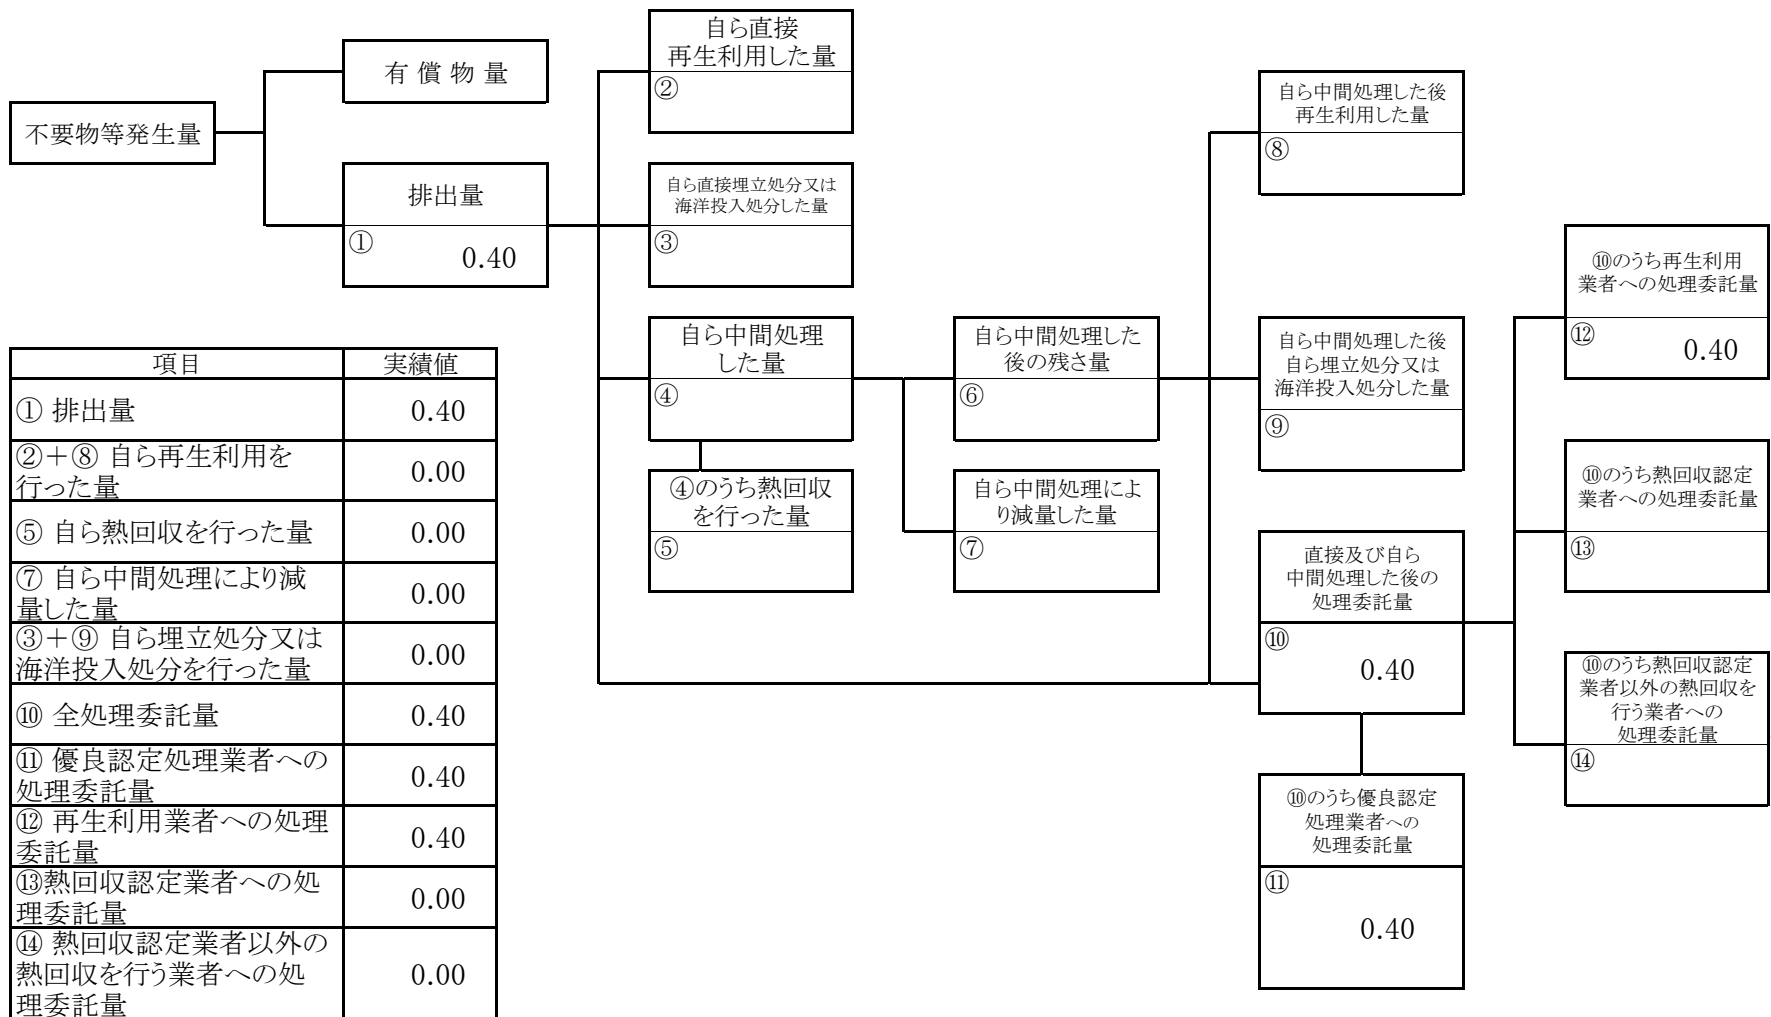 不要物等発生量
有 償 物 量
排出量
①
0.40
自ら直接
再生利用した量
②
自ら直接埋立処分又は
海洋投入処分した量
③
自ら中間処理
した量
④
④のうち熱回収
を行った量
⑤
自ら中間処理した
後の残さ量
⑥
自ら中間処理によ
り減量した量
⑦
自ら中間処理した後
再生利用した量
⑧
自ら中間処理した後
自ら埋立処分又は
海洋投入処分した量
⑨
直接及び自ら
中間処理した後の
処理委託量
⑩
0.40
⑩のうち優良認定
処理業者への
処理委託量
⑪
0.40
⑩のうち再生利用
業者への処理委託量
⑫
0.40
⑩のうち熱回収認定
業者への処理委託量
⑬
⑩のうち熱回収認定
業者以外の熱回収を
行う業者への
処理委託量
⑭
項目 実績値
① 排出量 0.40
②＋⑧ 自ら再生利用を
行った量 0.00
⑤ 自ら熱回収を行った量 0.00
⑦ 自ら中間処理により減
量した量 0.00
③＋⑨ 自ら埋立処分又は
海洋投入処分を行った量 0.00
⑩ 全処理委託量 0.40
⑪ 優良認定処理業者への
処理委託量 0.40
⑫ 再生利用業者への処理
委託量 0.40
⑬熱回収認定業者への処
理委託量 0.00
⑭ 熱回収認定業者以外の
熱回収を行う業者への処
理委託量 0.00